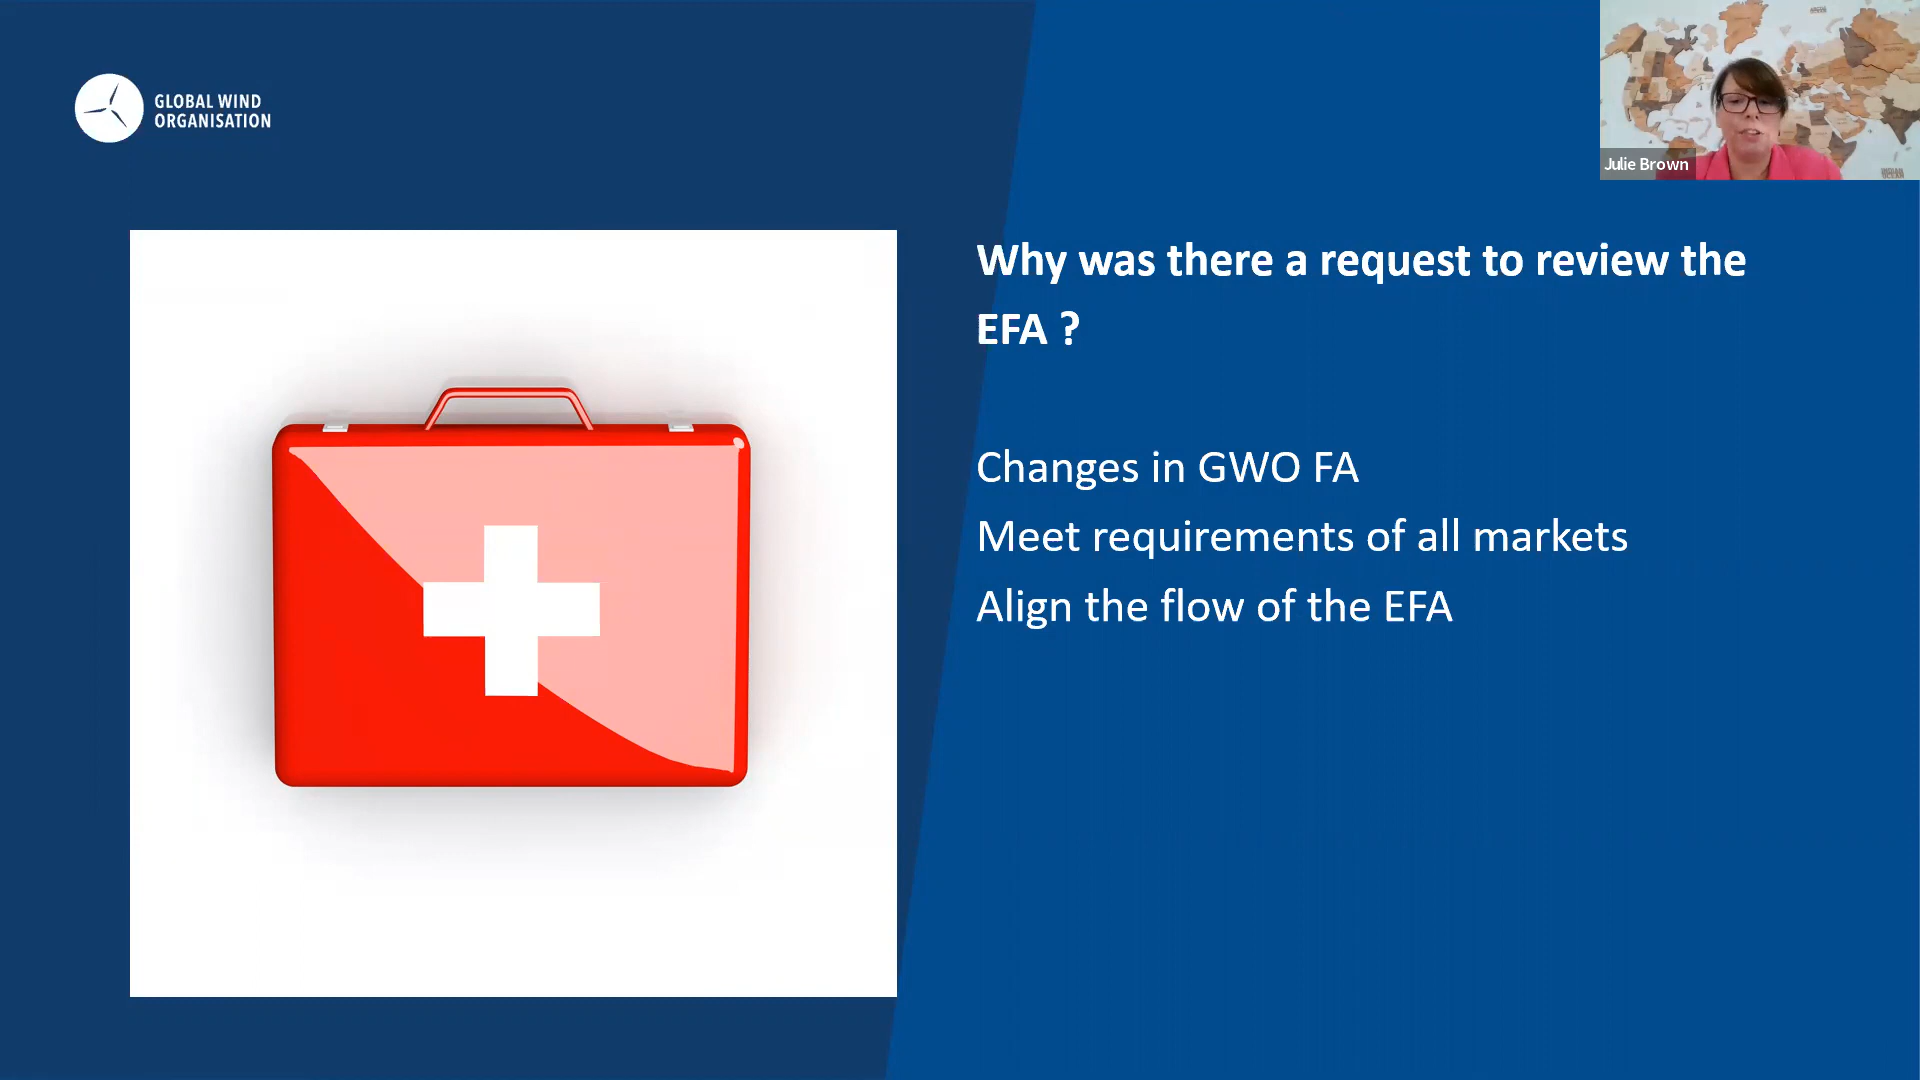 GLOBAL WIND
ORGANISATION
Julie Brown
Why was there a request to review the
EFA ?
Changes in GWO FA
Meet requirements of all markets
Align the flow of the EFA